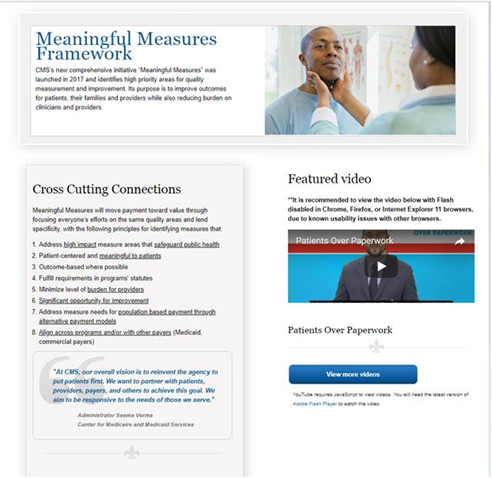 Meaningful Measures
Framework
CMS's new comprehensive initiative "Meaningful Measures" was
launched in 2017 and identifies high priority areas for quality
measurement and improvement. Its purpose is to improve outcomes
for patients, their families and providers while also reducing burden on
clinicians and providers.
Cross Cutting Connections
Meaningful Measures will move payment toward value through
focusing everyone's efforts on the same quality areas and lend
specificity, with the following principles for identifying measures that
1. Address high impact measure areas that safeguard public health
2. Patient-centered and meaningful to patients
3. Outcome-based where possible
4. Fulfill requirements in programs' statutes
5. Minimize level of burden for providers
6. Significant opportunity for improvement
7. Address measure needs for population based payment through
alternative payment models
8. Align across programs and/or with other payers (Medicaid,
commercial payers)
"At CMS, our overall vision is to reinvent the agency to
put patients first. We want to partner with patients,
providers, payers, and others to achieve this goal. We
aim to be responsive to the needs of those we serve."
Administrator Seema Verma
Center for Medicaire and Medicaid Services
Featured video
**It is recommended to view the video below with Flash
disabled in Chrome, Firefox, or Internet Explorer 11 browsers,
due to known usability issues with other browsers.
Patients Over Paperwork
OVER PAPERWORK
Patients Over Paperwork
View more videos
YouTube requires JavaScript to view videos. You will need the latest version of
Adobe Flash Player to watch the video.